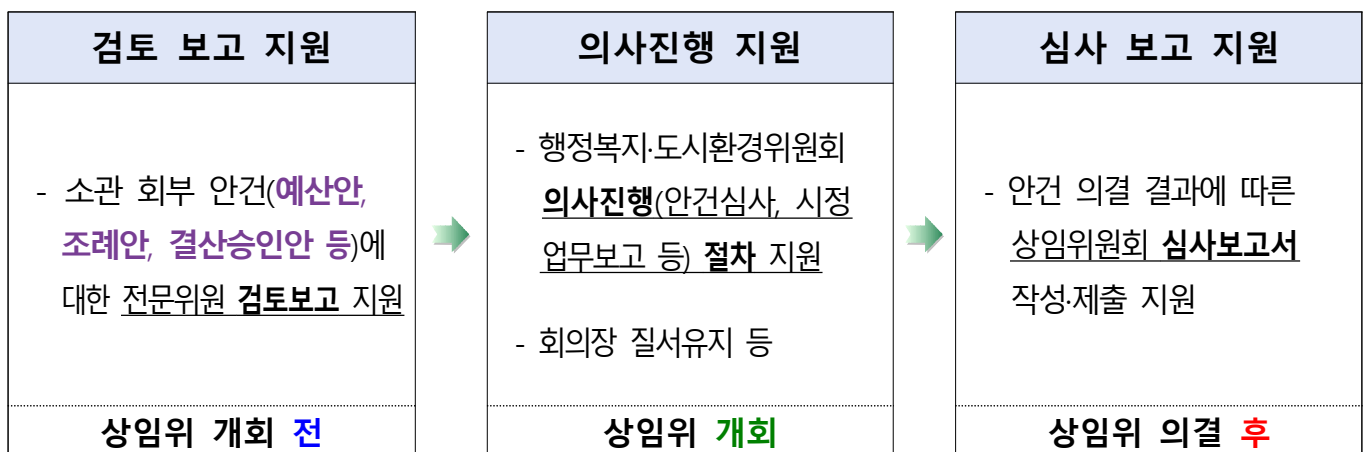 검토 보고 지원
- 소관 회부 안건(예산안,
조례안, 결산승인안 등)에
대한 전문위원 검토보고 지원
상임위 개회 전
의사진행 지원
- 행정복지·도시환경위원회
의사진행(안건심사, 시정
업무보고 등) 절차 지원
- 회의장 질서유지 등
상임위 개회
심사 보고 지원
- 안건 의결 결과에 따른
상임위원회 심사보고서
작성·제출 지원
상임위 의결 후